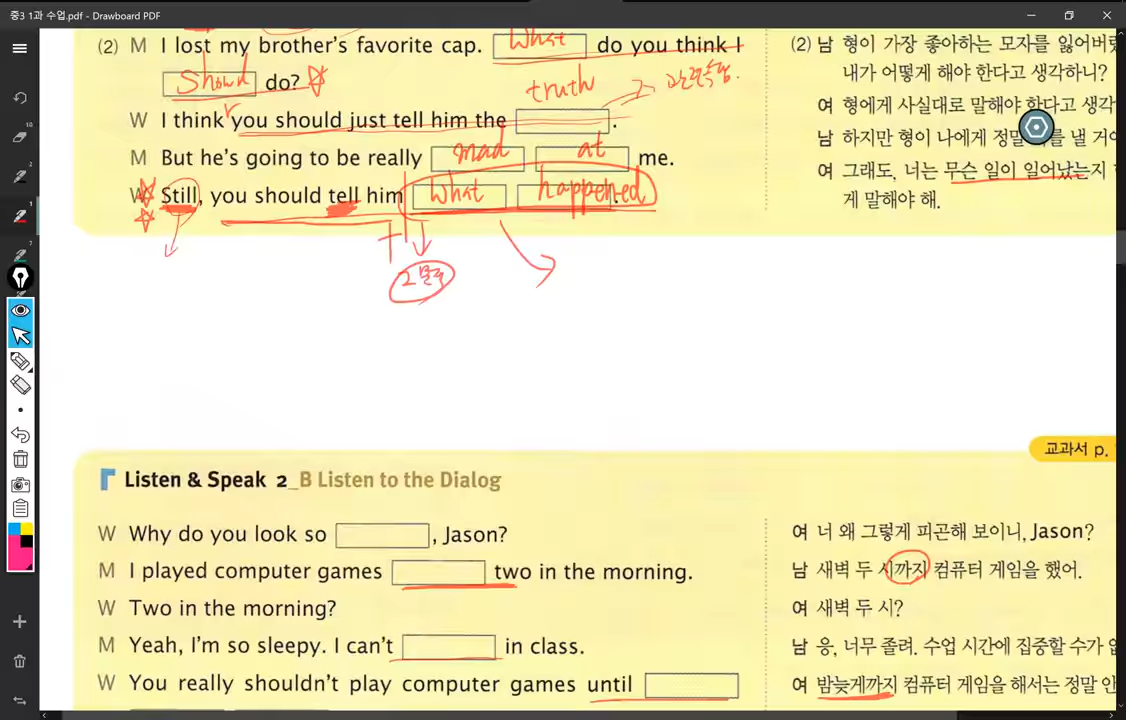 중3 1과 수업.pdf - Drawboard PDF
(2) M I lost my brother's favorite cap. What do you think I
should do?
truth
W I think you should just tell him the
M But he's going to be really mad at me.
W Still, you should tell him what happened.
(2) 남 형이 가장 좋아하는 모자를 잃어버렸
내가 어떻게 해야 한다고 생각하니?
여 형에게 사실대로 말해야 한다고 생각
남 하지만 형이 나에게 정말
여 그래도, 너는 무슨 일이 일어났는지
게 말해야 해.
교과서 p.
Listen & Speak 2_B Listen to the Dialog
W Why do you look so , Jason?
M I played computer games two in the morning.
W Two in the morning?
M Yeah, I'm so sleepy. I can't in class.
W You really shouldn't play computer games until
여 너 왜 그렇게 피곤해 보이니, Jason?
남 새벽 두 시까지 컴퓨터 게임을 했어.
여 새벽 두 시?
남 응, 너무 졸려. 수업 시간에 집중할 수가
여 밤늦게까지 컴퓨터 게임을 해서는 정말 안